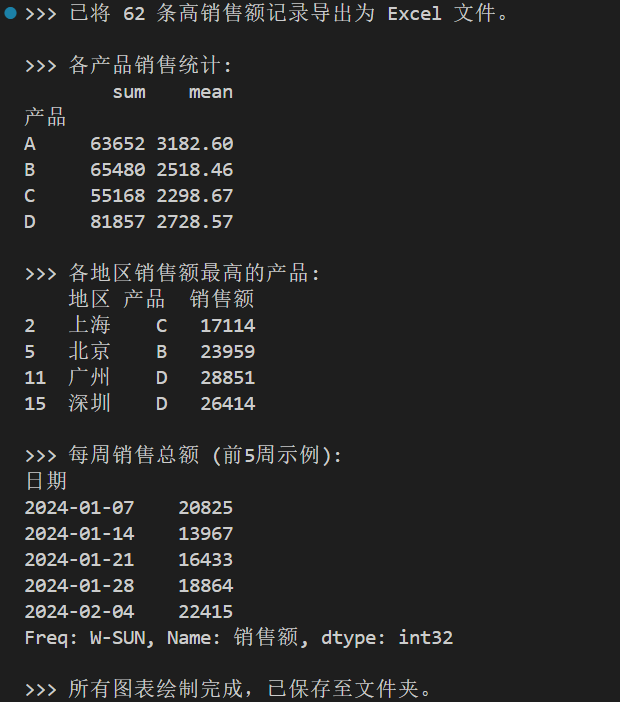 >>> 已将 62 条高销售额记录导出为 Excel 文件。
>>> 各产品销售统计:
sum mean
产品
A 63652 3182.60
B 65480 2518.46
C 55168 2298.67
D 81857 2728.57
>>> 各地区销售额最高的产品:
地区 产品 销售额
2 上海 C 17114
5 北京 B 23959
11 广州 D 28851
15 深圳 D 26414
>>> 每周销售总额 (前5周示例):
日期
2024-01-07 20825
2024-01-14 13967
2024-01-21 16433
2024-01-28 18864
2024-02-04 22415
Freq: W-SUN, Name: 销售额, dtype: int32
>>> 所有图表绘制完成，已保存至文件夹。